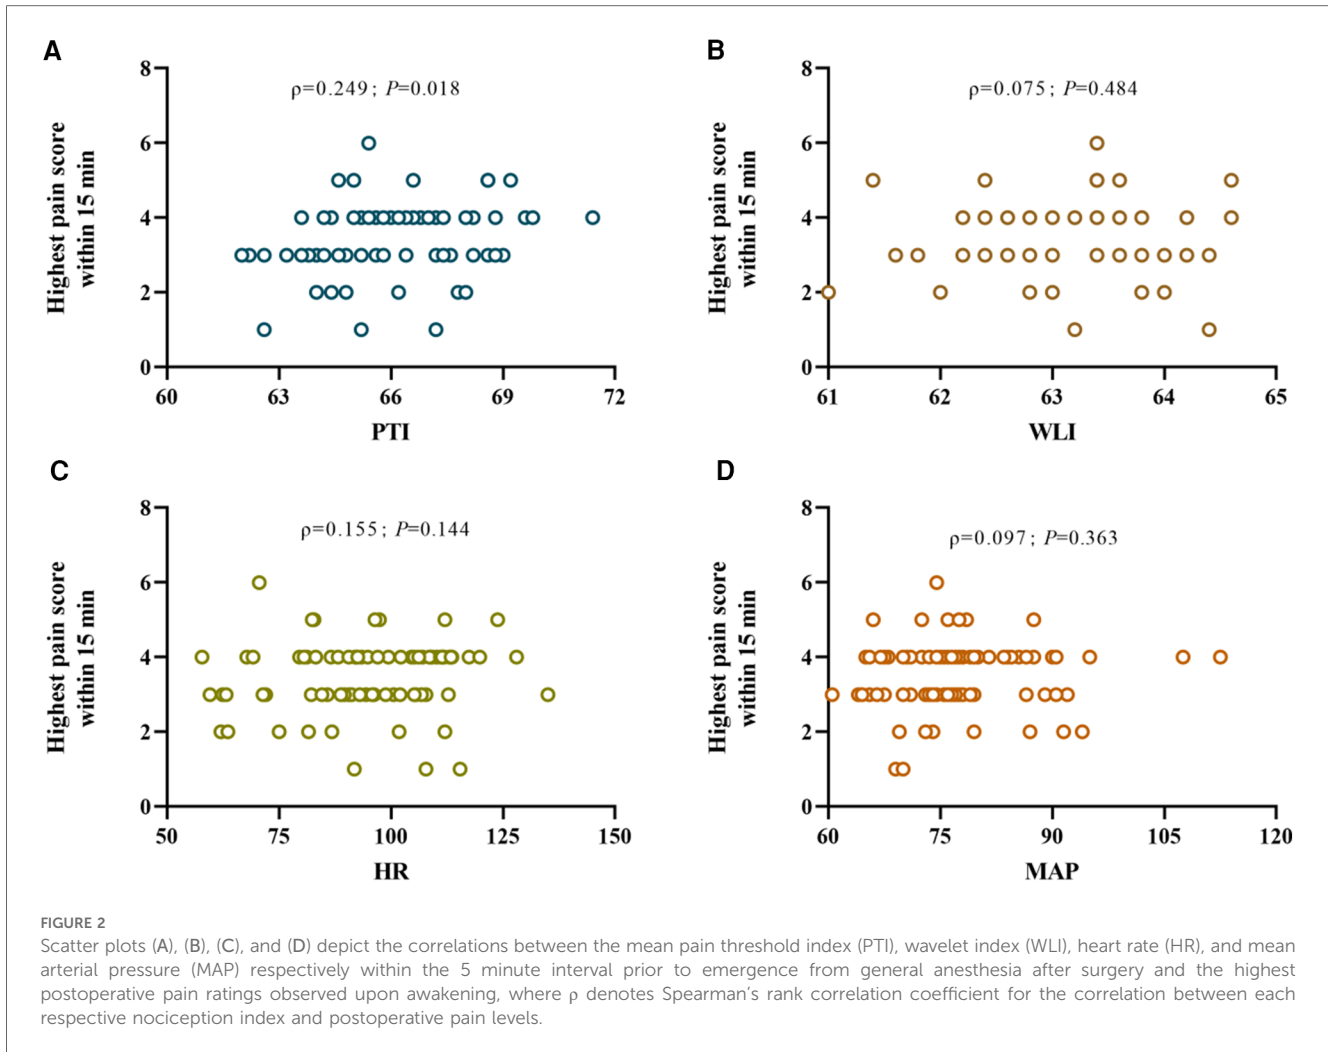 A
ρ=0.249; P=0.018
Highest pain score
within 15 min
8
6
4
2
0
60 63 66 69 72
PTI
B
ρ=0.075; P=0.484
Highest pain score
within 15 min
8
6
4
2
0
61 62 63 64 65
WLI
C
ρ=0.155; P=0.144
Highest pain score
within 15 min
8
6
4
2
0
50 75 100 125 150
HR
D
ρ=0.097; P=0.363
Highest pain score
within 15 min
8
6
4
2
0
60 75 90 105 120
MAP
FIGURE 2
Scatter plots (A), (B), (C), and (D) depict the correlations between the mean pain threshold index (PTI), wavelet index (WLI), heart rate (HR), and mean
arterial pressure (MAP) respectively within the 5 minute interval prior to emergence from general anesthesia after surgery and the highest
postoperative pain ratings observed upon awakening, where ρ denotes Spearman's rank correlation coefficient for the correlation between each
respective nociception index and postoperative pain levels.